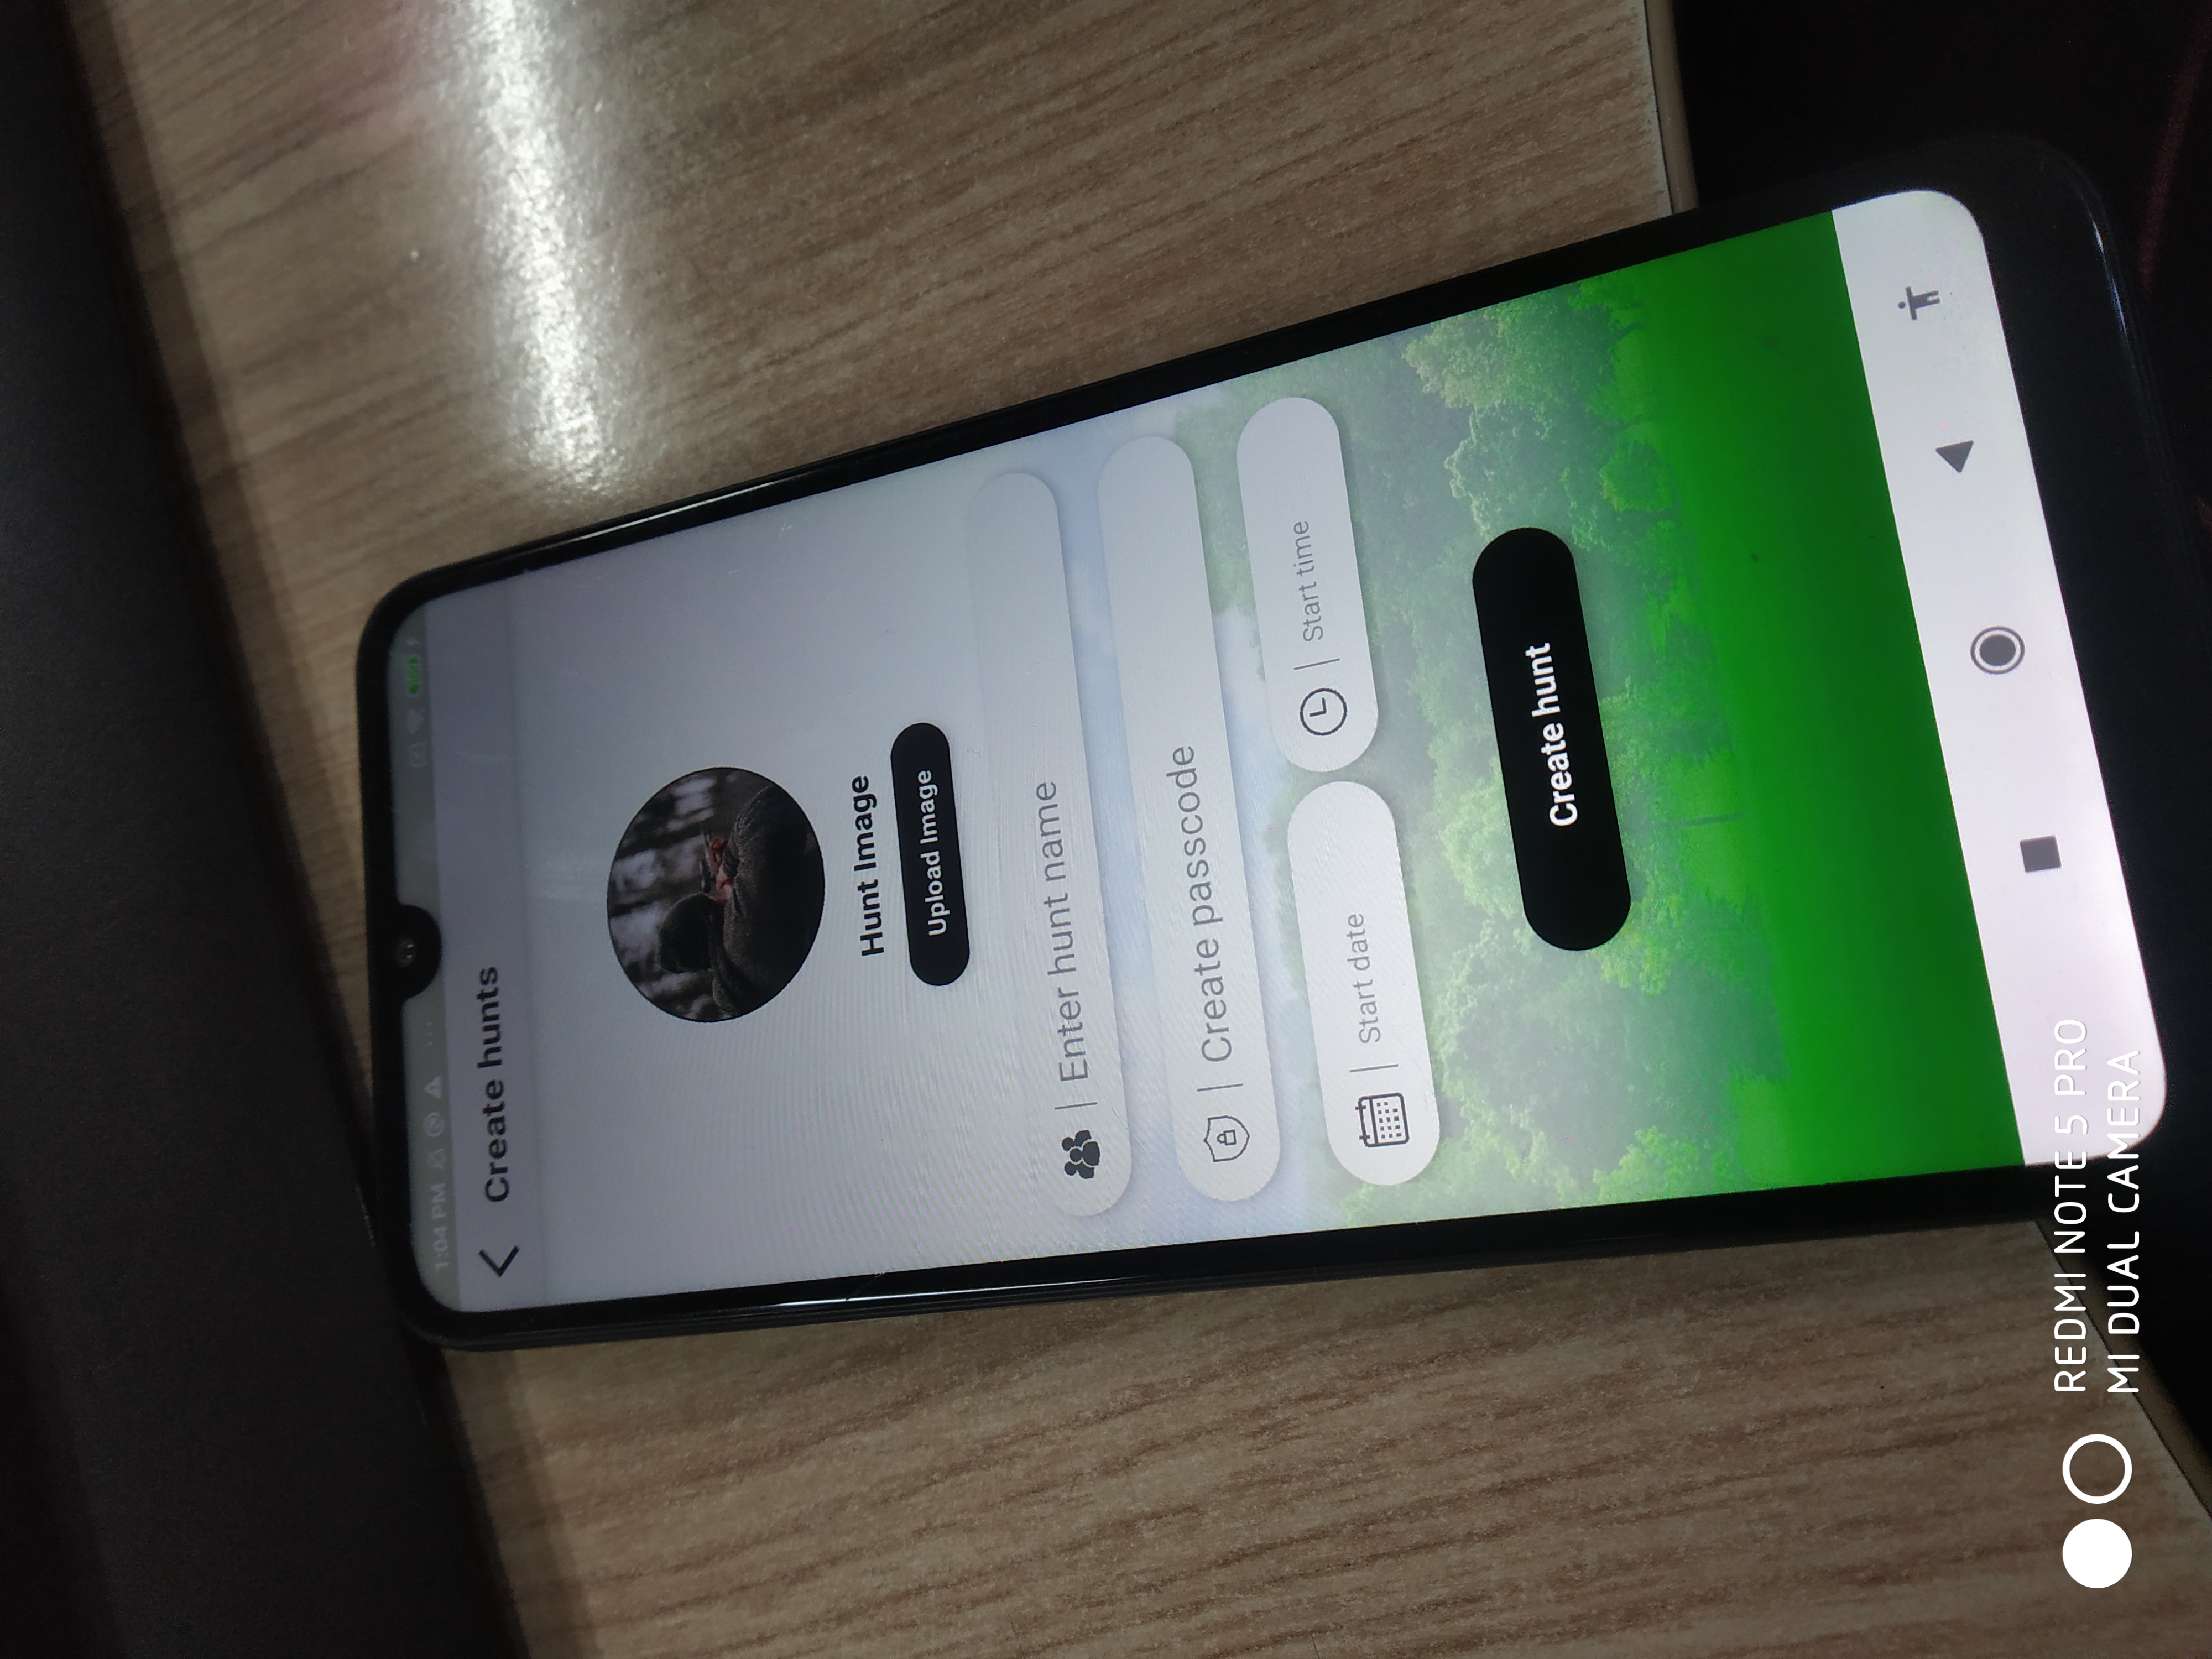 1:04 PM
Create hunts
Hunt Image
Upload Image
Enter hunt name
Create passcode
Start date
Start time
Create hunt
REDMI NOTE 5 PRO
MI DUAL CAMERA